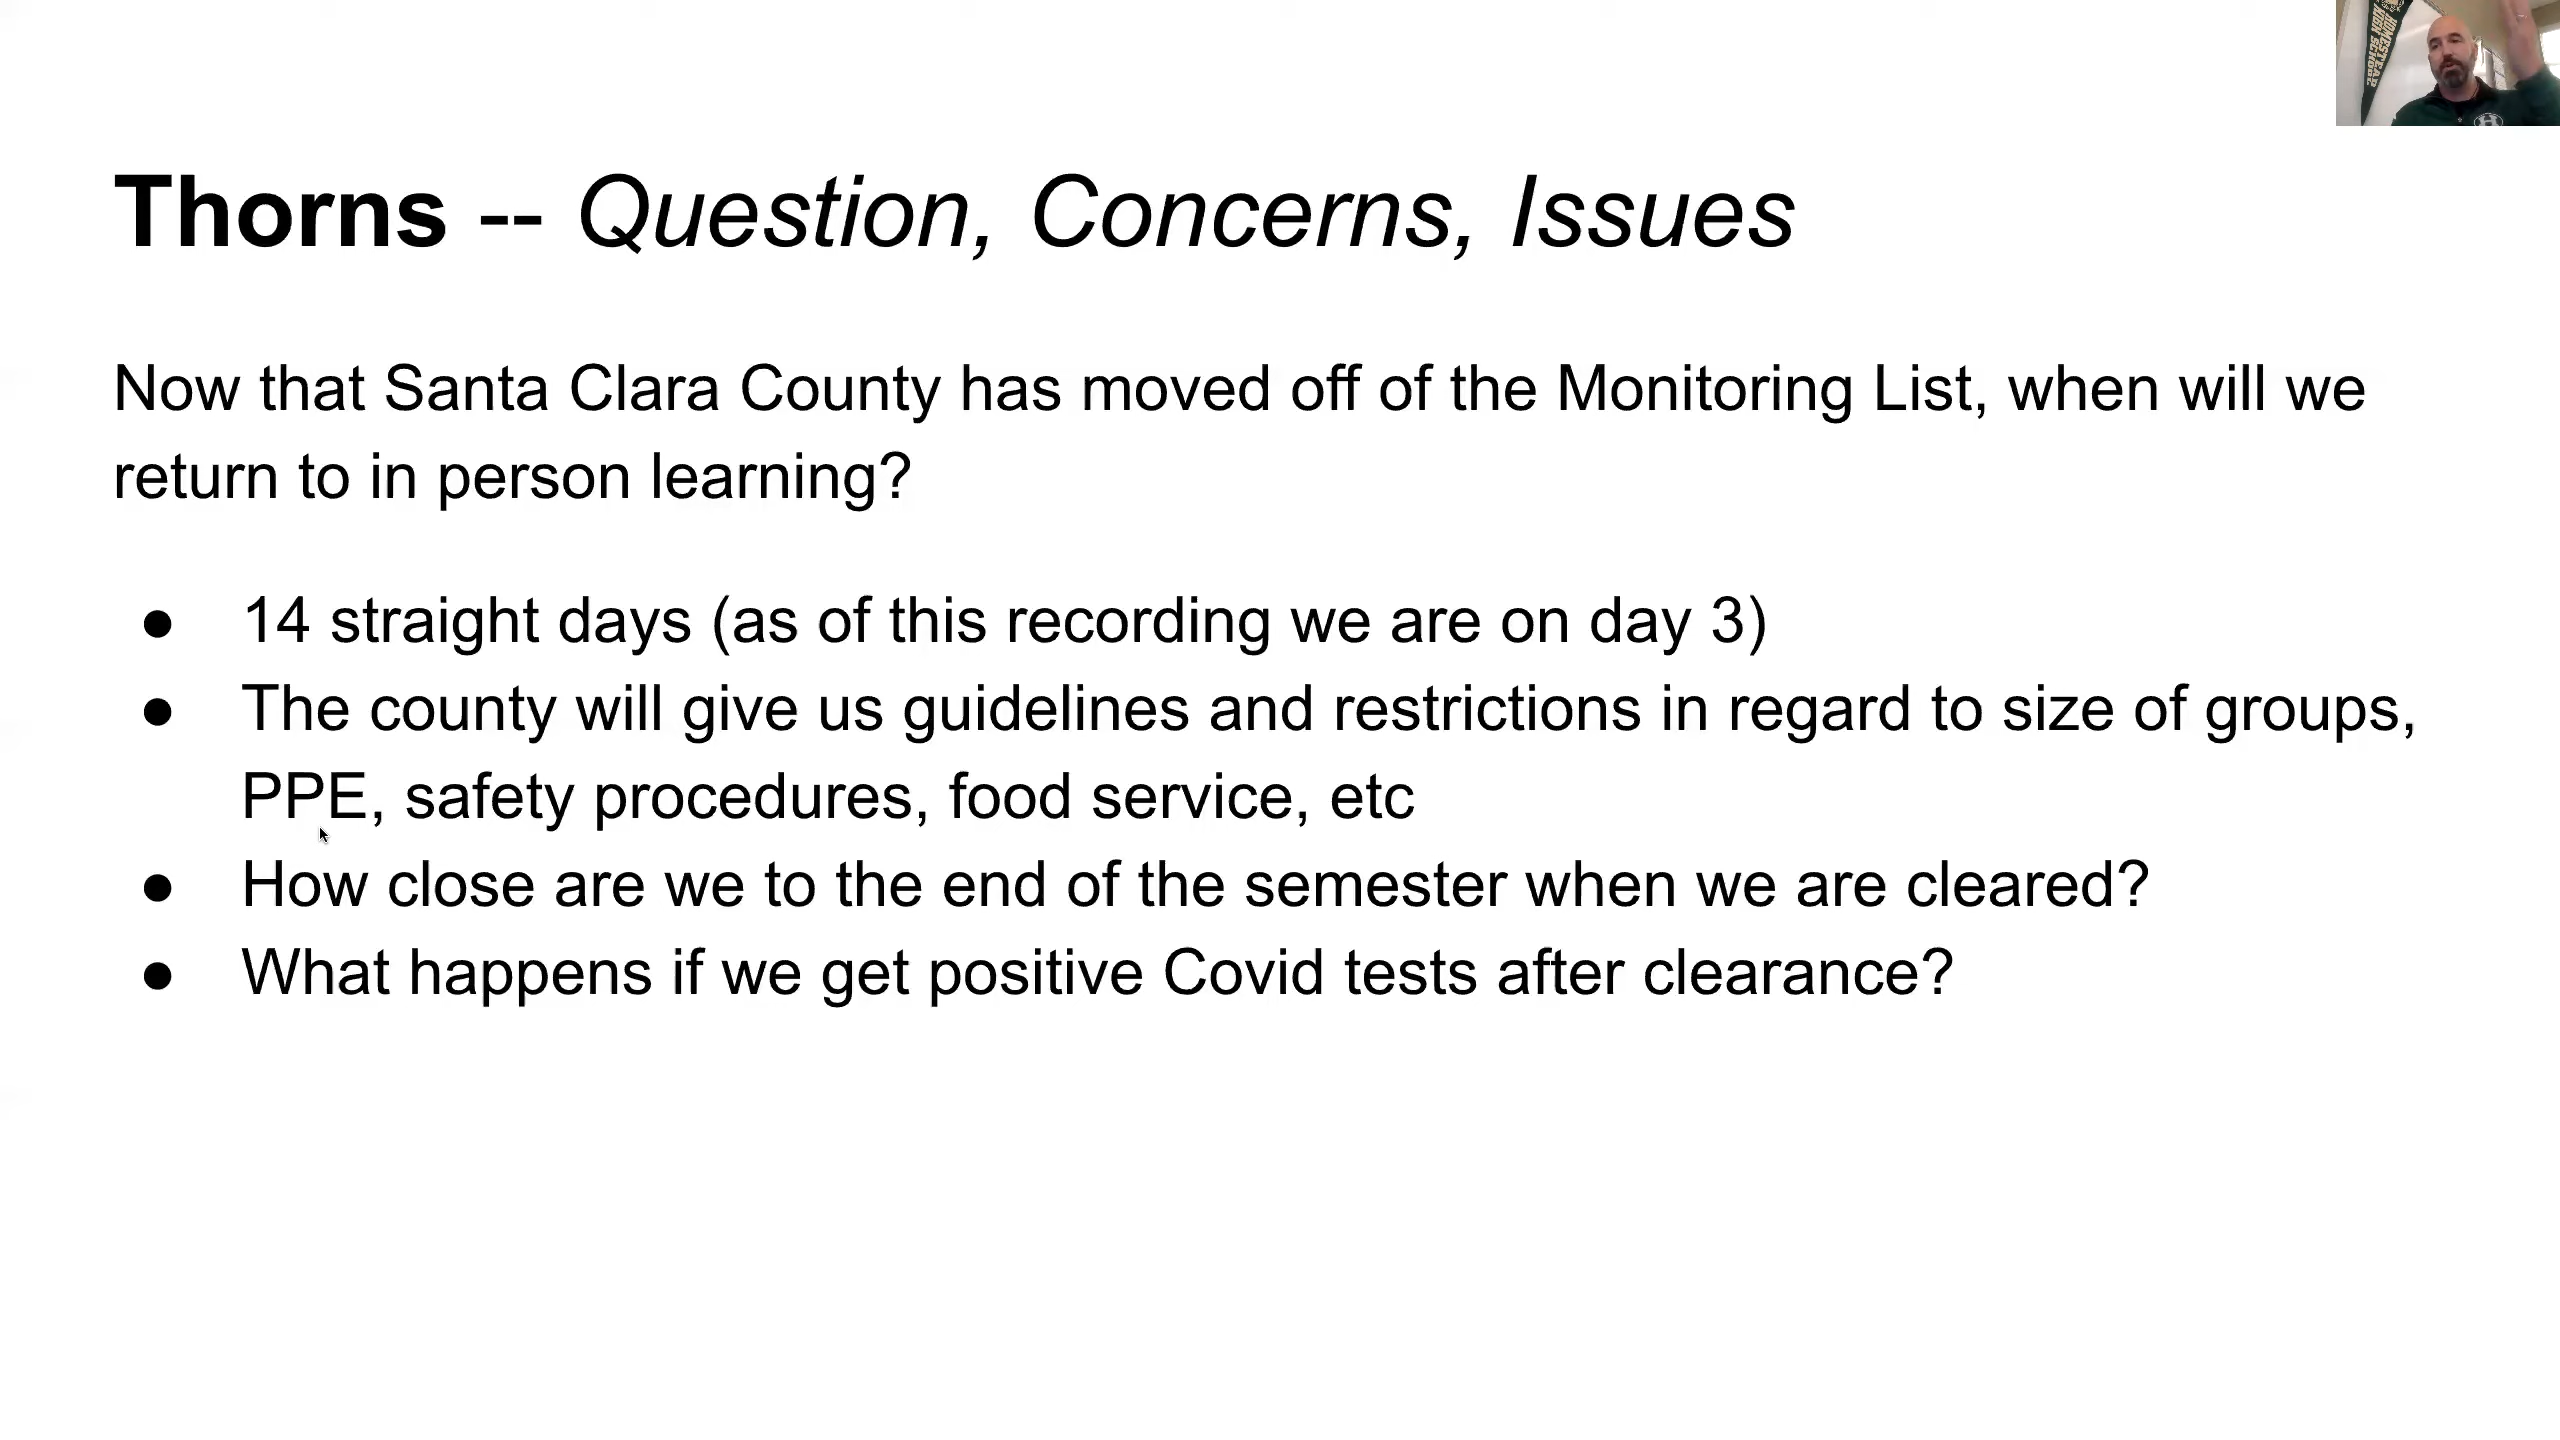 HOMESTEAD
HIGH SCHOOL
H
Thorns -- Question, Concerns, Issues
Now that Santa Clara County has moved off of the Monitoring List, when will we
return to in person learning?
● 14 straight days (as of this recording we are on day 3)
● The county will give us guidelines and restrictions in regard to size of groups,
PPE, safety procedures, food service, etc
● How close are we to the end of the semester when we are cleared?
● What happens if we get positive Covid tests after clearance?